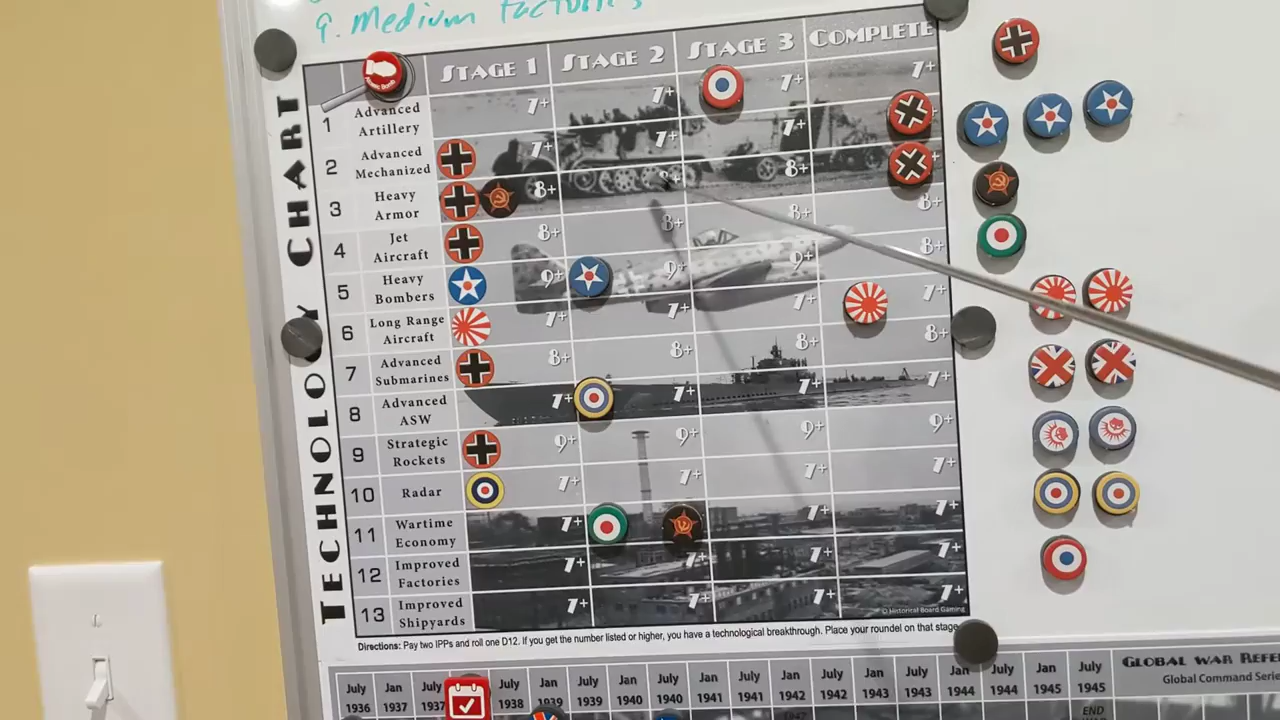 9. Medium factories
STAGE 1 STAGE 2 STAGE 3 COMPLETE
TECHNOLOGY CHART
1 Advanced Artillery 7+ 7+ 7+ 7+
2 Advanced Mechanized 7+ 7+ 7+
3 Heavy Armor 8+ 8+
4 Jet Aircraft 8+ 8+ 8+ 8+
5 Heavy Bombers 9+ 9+ 9+ 8+
6 Long Range Aircraft 7+ 7+ 7+ 7+
7 Advanced Submarines 8+ 8+ 8+ 8+
8 Advanced ASW 7+ 7+ 7+ 7+
9 Strategic Rockets 9+ 9+ 9+ 9+
10 Radar 7+ 7+ 7+ 7+
11 Wartime Economy 7+ 7+ 7+
12 Improved Factories 7+ 7+ 7+ 7+
13 Improved Shipyards 7+ 7+ 7+ 7+
© Historical Board Gaming
Directions: Pay two IPPs and roll one D12. If you get the number listed or higher, you have a technological breakthrough. Place your roundel on that stage
July 1936 Jan 1937 July 1937 July 1938 Jan 1939 July 1939 Jan 1940 July 1940 Jan 1941 July 1941 Jan 1942 July 1942 Jan 1943 July 1943 Jan 1944 July 1944 Jan 1945 July 1945
GLOBAL WAR
Global Command
END